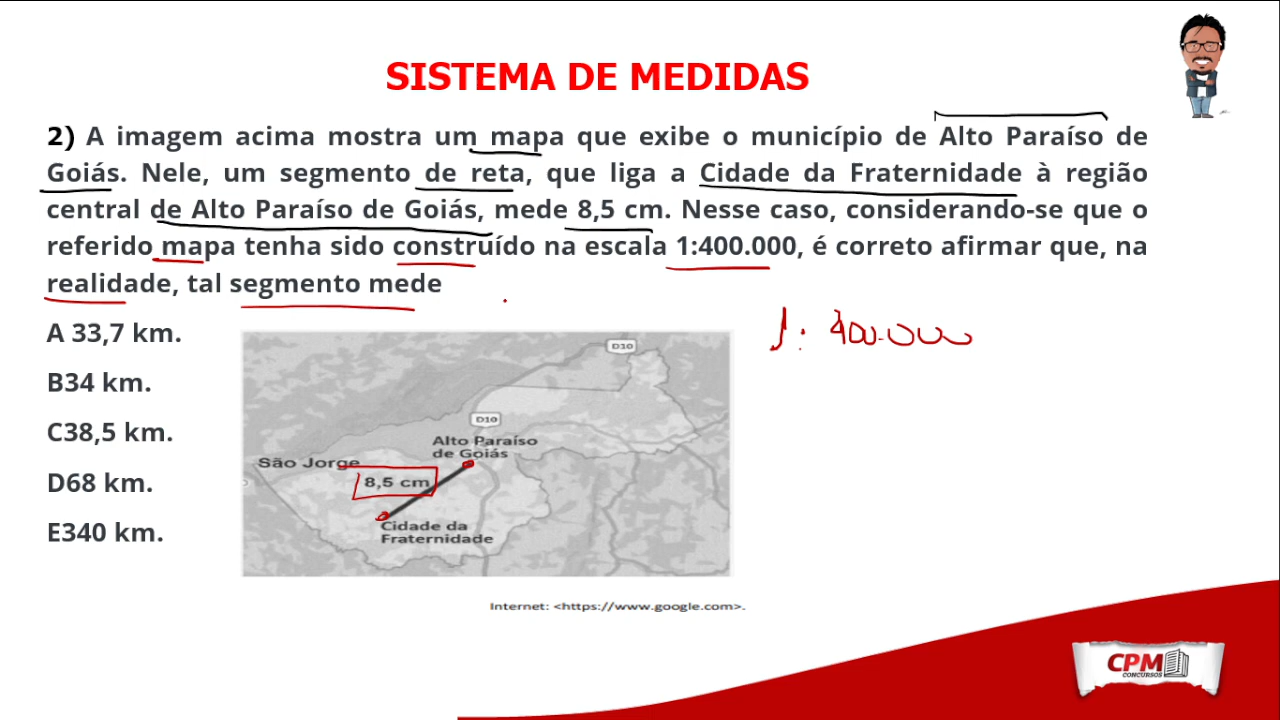 SISTEMA DE MEDIDAS
2) A imagem acima mostra um mapa que exibe o município de Alto Paraíso de
Goiás. Nele, um segmento de reta, que liga a Cidade da Fraternidade à região
central de Alto Paraíso de Goiás, mede 8,5 cm. Nesse caso, considerando-se que o
referido mapa tenha sido construído na escala 1:400.000, é correto afirmar que, na
realidade, tal segmento mede
A 33,7 km.
B34 km.
C38,5 km.
D68 km.
E340 km.
1: 400.000
D10
D10
Alto Paraíso
de Goiás
São Jorge
8,5 cm
Cidade da
Fraternidade
Internet: <https://www.google.com>.
CPM
CONCURSOS